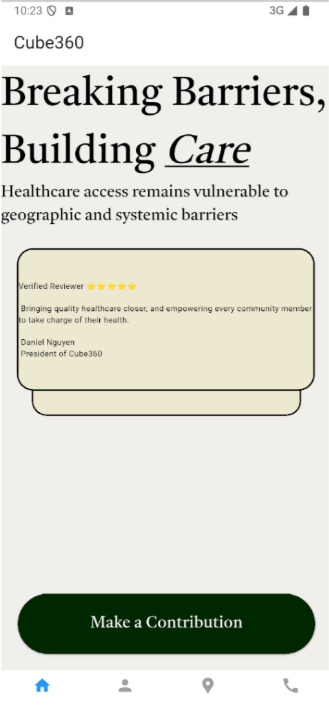 10:23
3G
Cube360
Breaking Barriers,
Building Care
Healthcare access remains vulnerable to
geographic and systemic barriers
Verified Reviewer ⭐⭐⭐⭐⭐
Bringing quality healthcare closer, and empowering every community member
to take charge of their health.
Daniel Nguyen
President of Cube360
Make a Contribution